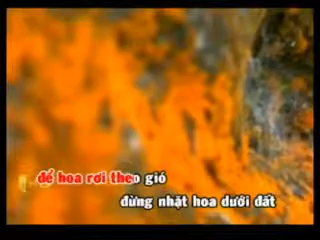 để hoa rơi theo gió
đừng nhặt hoa dưới đất